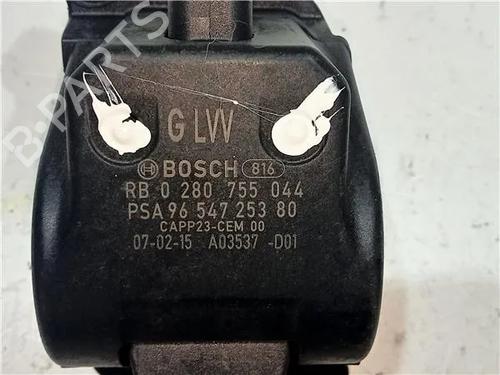 G LVV
BOSCH 816
RB 0 280 755 044
PSA 96 547 253 80
CAPP23-CEM 00
07-02-15 A03537 -D01
B-PARTS